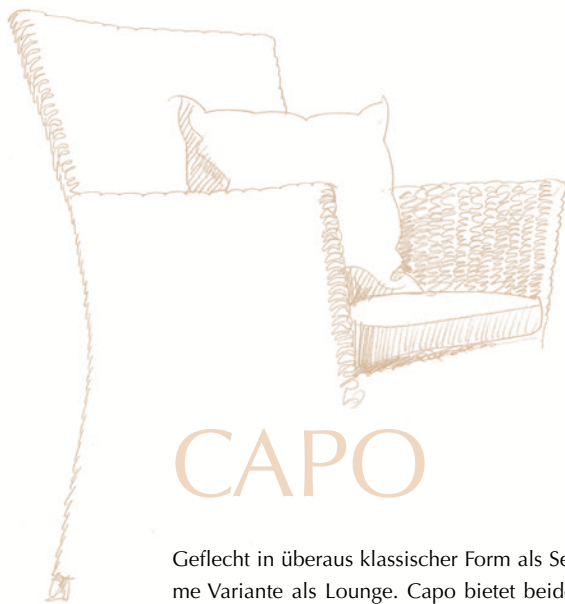 CAPO
Geflecht in überaus klassischer Form als
me Variante als Lounge. Capo bietet